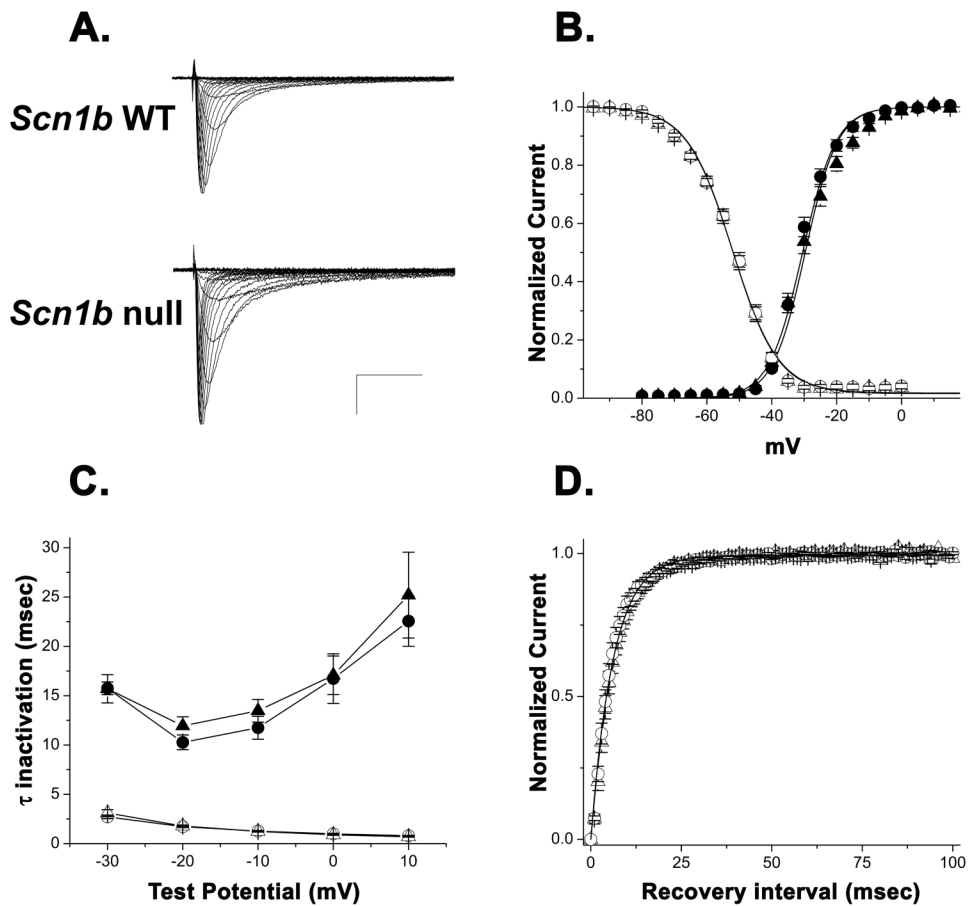 A.
Scn1b WT
Scn1b null
B.
Normalized Current
1.0
0.8
0.6
0.4
0.2
0.0
-80
-60
-40
-20
0
mV
C.
τ inactivation (msec)
30
25
20
15
10
5
0
-30
-20
-10
0
10
Test Potential (mV)
D.
Normalized Current
1.0
0.5
0.0
0
25
50
75
100
Recovery interval (msec)